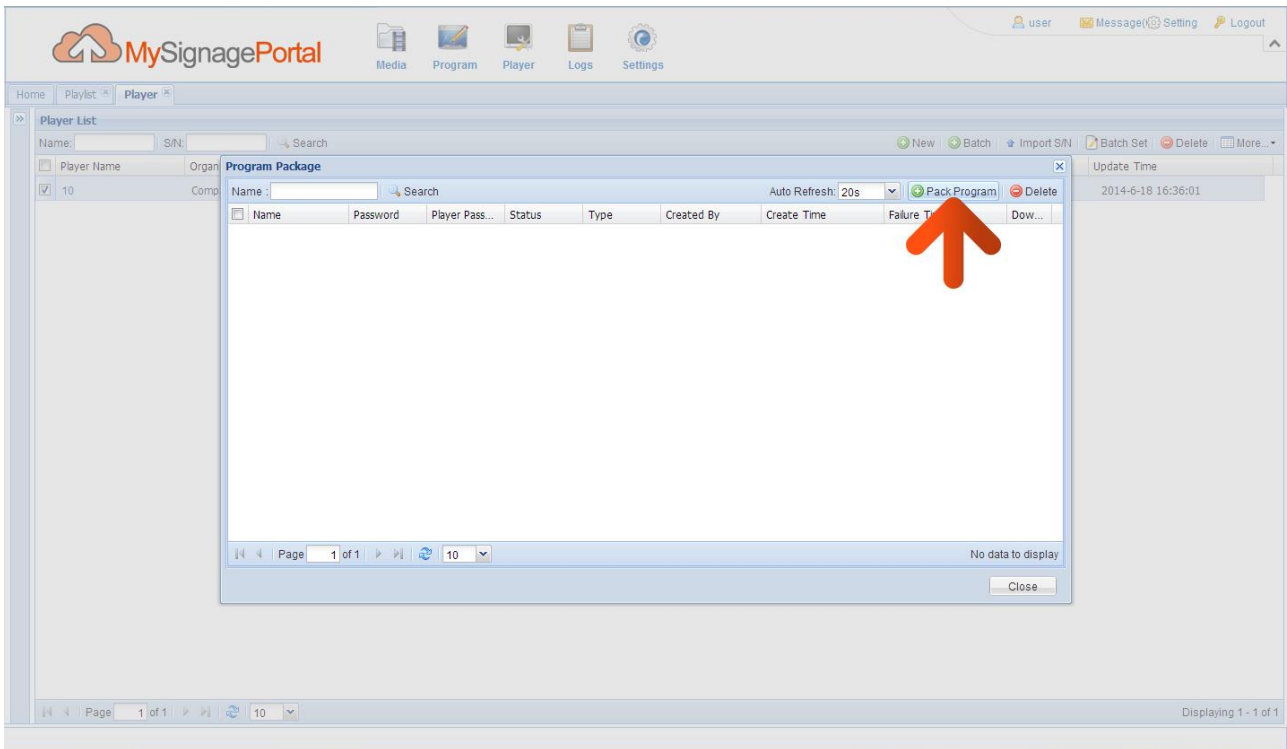 user Message( Setting Logout
MySignagePortal
Media Program Player Logs Settings
Home Playlist Player
Player List
Name: S/N: Search New Batch Import S/N Batch Set Delete More...
Player Name Organ Update Time
10 Comp 2014-6-18 16:36:01
Program Package
Name : Search Auto Refresh: 20s Pack Program Delete
Name Password Player Pass... Status Type Created By Create Time Failure Dow...
Page 1 of 1 10 No data to display
Close
Page 1 of 1 10 Displaying 1 - 1 of 1